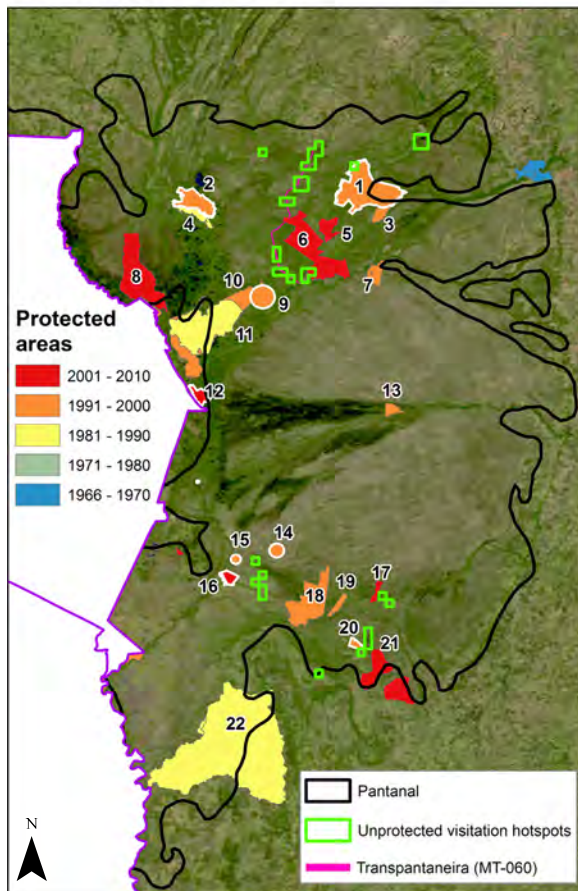 2
1
4
3
6
5
8
7
10
9
11
Protected
areas
2001 - 2010
1991 - 2000
1981 - 1990
1971 - 1980
1966 - 1970
12
13
14
15
16
17
18
19
20
21
22
N
Pantanal
Unprotected visitation hotspots
Transpantaneira (MT-060)